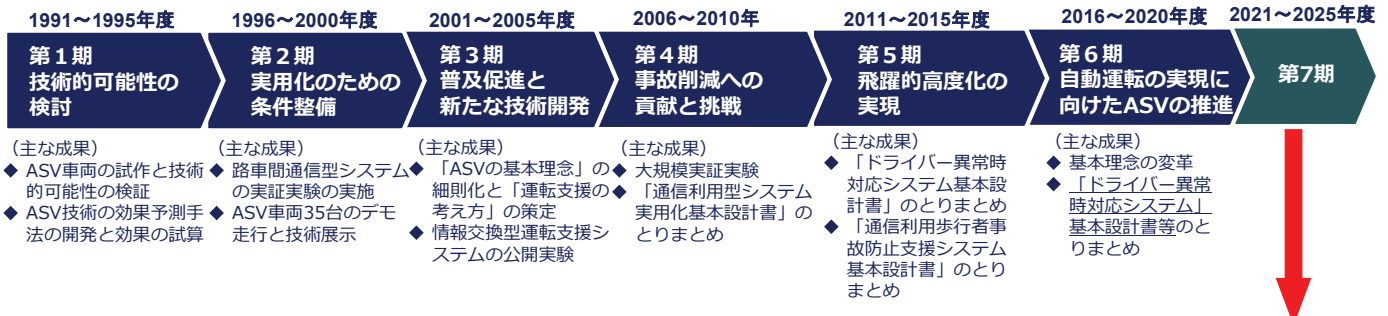 1991～1995年度
第１期
技術的可能性の
検討
（主な成果）
◆ ASV車両の試作と技術
的可能性の検証
◆ ASV技術の効果予測手
法の開発と効果の試算
1996～2000年度
第２期
実用化のための
条件整備
（主な成果）
◆ 路車間通信型システム
の実証実験の実施
◆ ASV車両35台のデモ
走行と技術展示
2001～2005年度
第３期
普及促進と
新たな技術開発
（主な成果）
◆ 「ASVの基本理念」の
細則化と「運転支援の
考え方」の策定
◆ 情報交換型運転支援シ
ステムの公開実験
2006～2010年
第４期
事故削減への
貢献と挑戦
（主な成果）
◆ 大規模実証実験
◆ 「通信利用型システム
実用化基本設計書」の
とりまとめ
2011～2015年度
第５期
飛躍的高度化の
実現
（主な成果）
◆ 「ドライバー異常時
対応システム基本設
計書」のとりまとめ
◆ 「通信利用歩行者事
故防止支援システム
基本設計書」のとり
まとめ
2016～2020年度
第６期
自動運転の実現に
向けたASVの推進
（主な成果）
◆ 基本理念の変革
◆ 「ドライバー異常
時対応システム」
基本設計書等のと
りまとめ
2021～2025年度
第7期